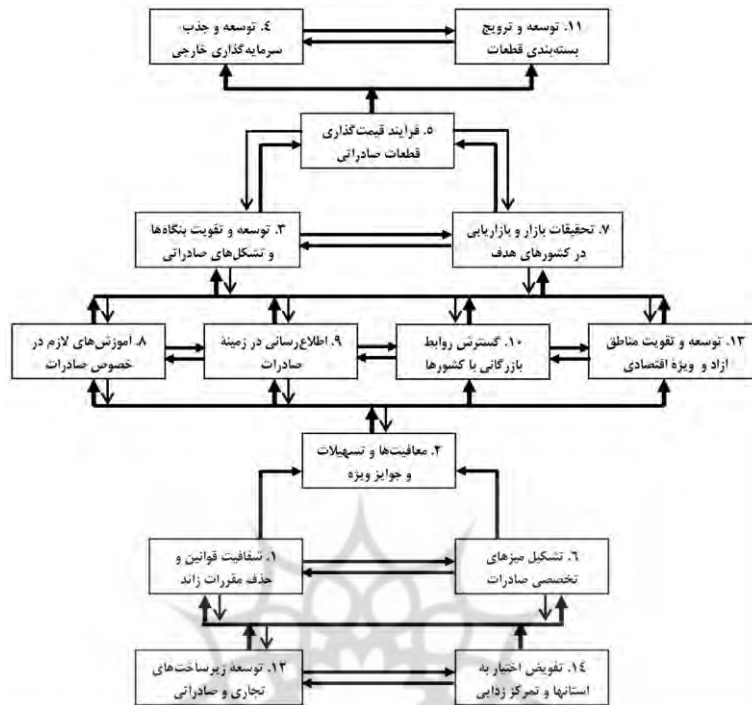 ۴. توسعه و جذب
سرمایه‌گذاری خارجی
۱۱. توسعه و ترویج
بسته‌بندی قطعات
۵. فرآیند قیمت‌گذاری
قطعات صادراتی
۳. توسعه و تقویت بنگاه‌ها
و تشکل‌های صادراتی
۷. تحقیقات بازار و بازاریابی
در کشورهای هدف
۸. آموزش‌های لازم در
خصوص صادرات
۹. اطلاع‌رسانی در زمینهٔ
صادرات
۱۰. گسترش روابط
بازرگانی با کشورها
۱۳. توسعه و تقویت مناطق
ازاد و ویژهٔ اقتصادی
۲. معافیت‌ها و تسهیلات
و جوایز ویژه
۱. شفافیت قوانین و
حذف مقررات زائد
۶. تشکیل میزهای
تخصصی صادرات
۱۲. توسعهٔ زیرساخت‌های
تجاری و صادراتی
۱۴. تفویض اختیار به
استانها و تمرکز زدایی